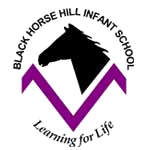 BLACK HORSE HILL INFANT SCHOOL
Learning for Life